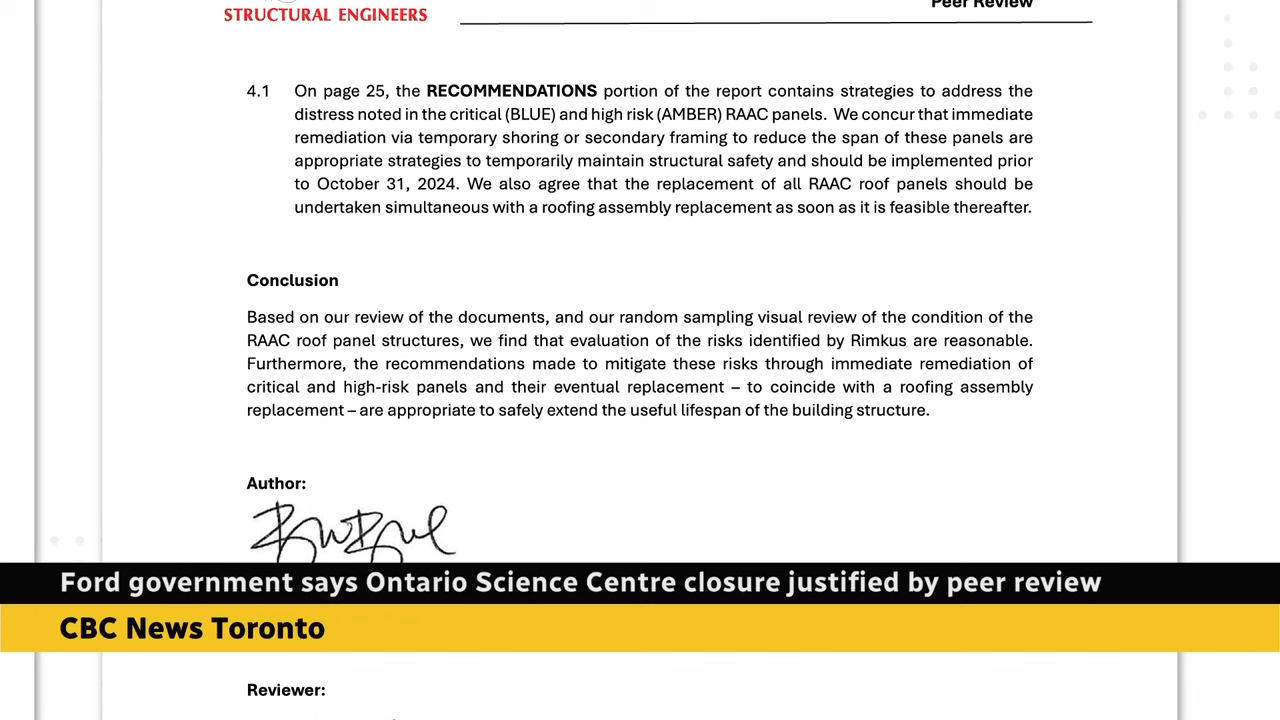 STRUCTURAL ENGINEERS
Peer Review
4.1 On page 25, the RECOMMENDATIONS portion of the report contains strategies to address the
distress noted in the critical (BLUE) and high risk (AMBER) RAAC panels. We concur that immediate
remediation via temporary shoring or secondary framing to reduce the span of these panels are
appropriate strategies to temporarily maintain structural safety and should be implemented prior
to October 31, 2024. We also agree that the replacement of all RAAC roof panels should be
undertaken simultaneous with a roofing assembly replacement as soon as it is feasible thereafter.
Conclusion
Based on our review of the documents, and our random sampling visual review of the condition of the
RAAC roof panel structures, we find that evaluation of the risks identified by Rimkus are reasonable.
Furthermore, the recommendations made to mitigate these risks through immediate remediation of
critical and high-risk panels and their eventual replacement – to coincide with a roofing assembly
replacement – are appropriate to safely extend the useful lifespan of the building structure.
Author:
Ford government says Ontario Science Centre closure justified by peer review
CBC News Toronto
Reviewer: